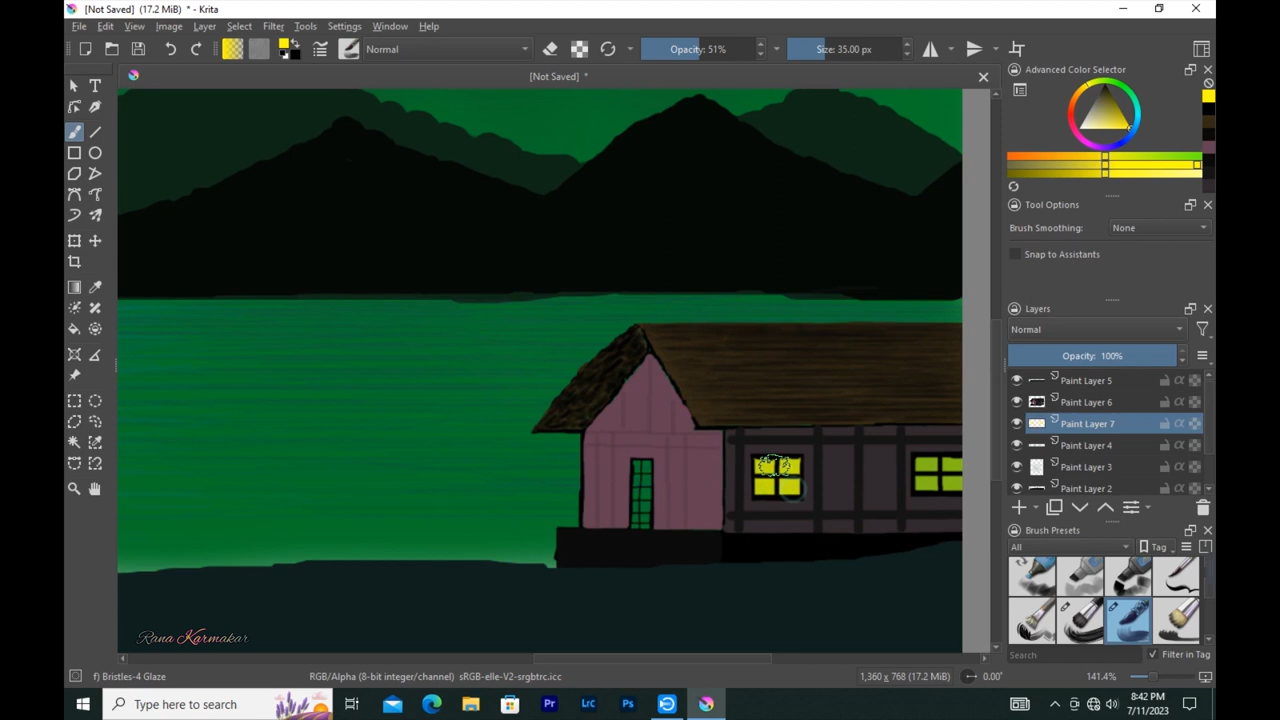 [Not Saved] (17.2 MiB) * - Krita
File Edit View Image Layer Select Filter Tools Settings Window Help
Normal
Opacity: 51%
Size: 35.00 px
[Not Saved] *
Advanced Color Selector
Tool Options
Brush Smoothing: None
Snap to Assistants
Layers
Normal
Opacity: 100%
Paint Layer 5
Paint Layer 6
Paint Layer 7
Paint Layer 4
Paint Layer 3
Paint Layer 2
Brush Presets
All
Tag
Search
Filter in Tag
Rana Karmakar
f) Bristles-4 Glaze
RGB/Alpha (8-bit integer/channel) sRGB-elle-V2-srgbtrc.icc
1,360 x 768 (17.2 MiB)
0.00°
141.4%
Type here to search
Pr
Lrc
Ps
8:42 PM
7/11/2023